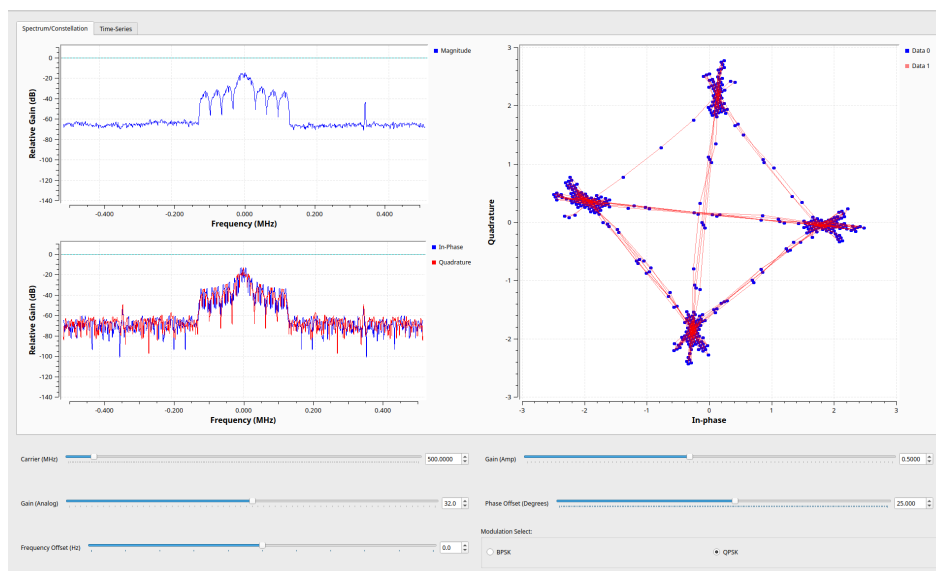 Spectrum/Constellation Time-Series
Magnitude
Relative Gain (dB)
0
-20
-40
-60
-80
-100
-120
-140
-0.400 -0.200 0.000 0.200 0.400
Frequency (MHz)
In-Phase
Quadrature
Relative Gain (dB)
0
-20
-40
-60
-80
-100
-120
-140
-0.400 -0.200 0.000 0.200 0.400
Frequency (MHz)
Data 0
Data 1
Quadrature
3
2
1
0
-1
-2
-3
-3 -2 -1 0 1 2 3
In-phase
Carrier (MHz) 500.0000
Gain (Amp) 0.5000
Gain (Analog) 32.0
Phase Offset (Degrees) 25.000
Frequency Offset (Hz) 0.0
Modulation Select:
BPSK QPSK